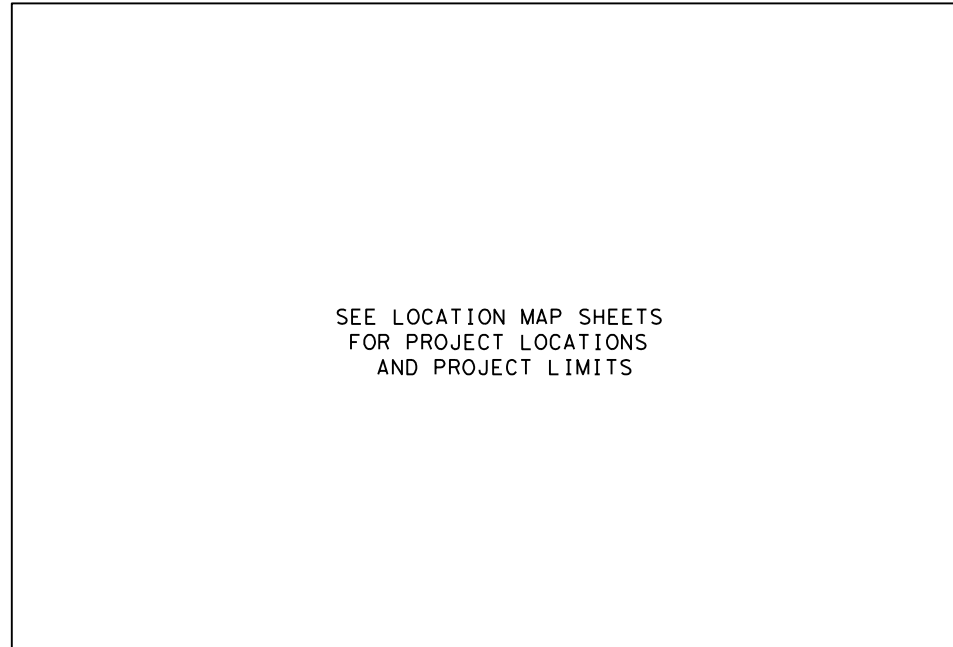 SEE LOCATION MAP SHEETS
FOR PROJECT LOCATIONS
AND PROJECT LIMITS